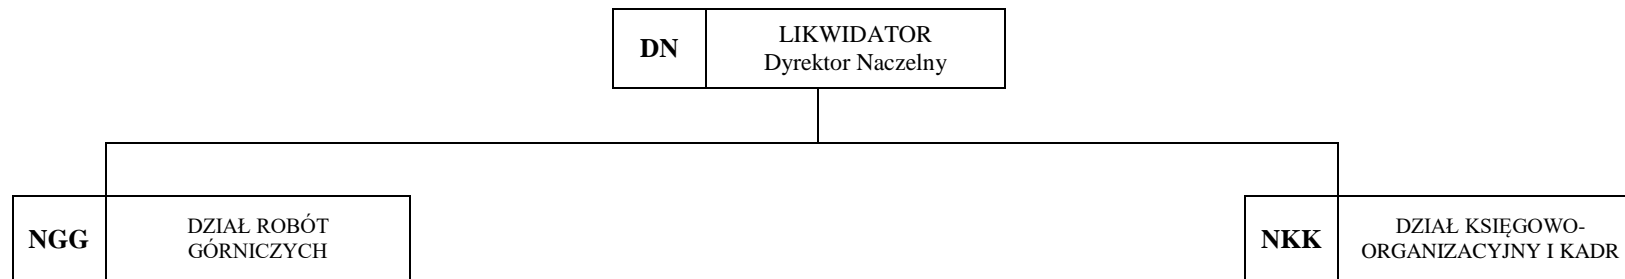 DN
LIKWIDATOR
Dyrektor Naczelny
NGG
DZIAŁ ROBÓT
GÓRNICZYCH
NKK
DZIAŁ KSIĘGOWO-
ORGANIZACYJNY I KADR